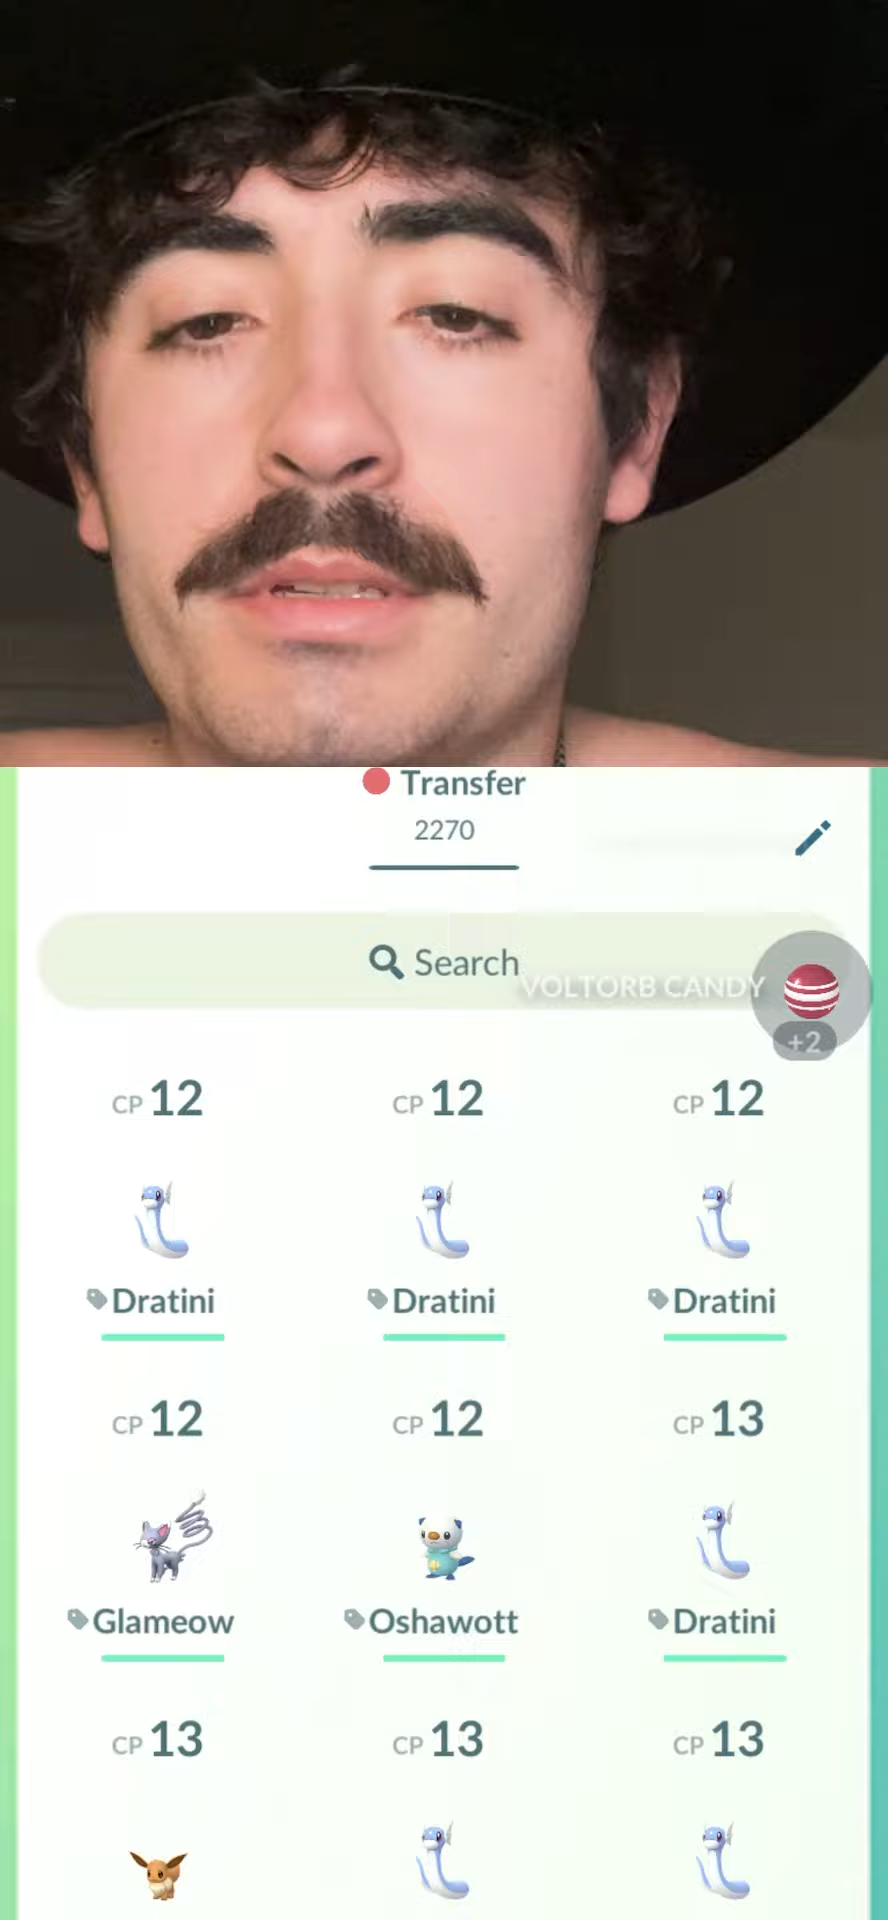 Transfer
2270
Search
VOLTORB CANDY
+2
CP 12 CP 12 CP 12
Dratini Dratini Dratini
CP 12 CP 12 CP 13
Glameow Oshawott Dratini
CP 13 CP 13 CP 13